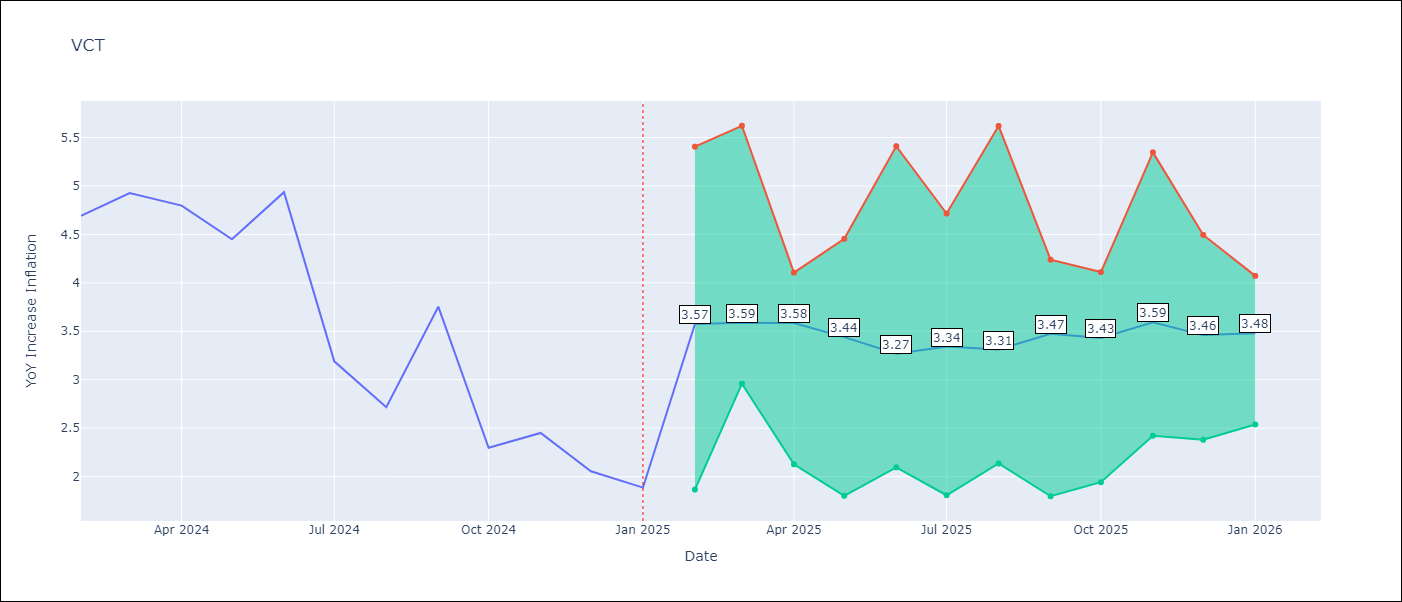 VCT
5.5
5
4.5
4
3.5
3
2.5
2
YoY Increase Inflation
3.57
3.59
3.58
3.44
3.27
3.34
3.31
3.47
3.43
3.59
3.46
3.48
Apr 2024
Jul 2024
Oct 2024
Jan 2025
Apr 2025
Jul 2025
Oct 2025
Jan 2026
Date